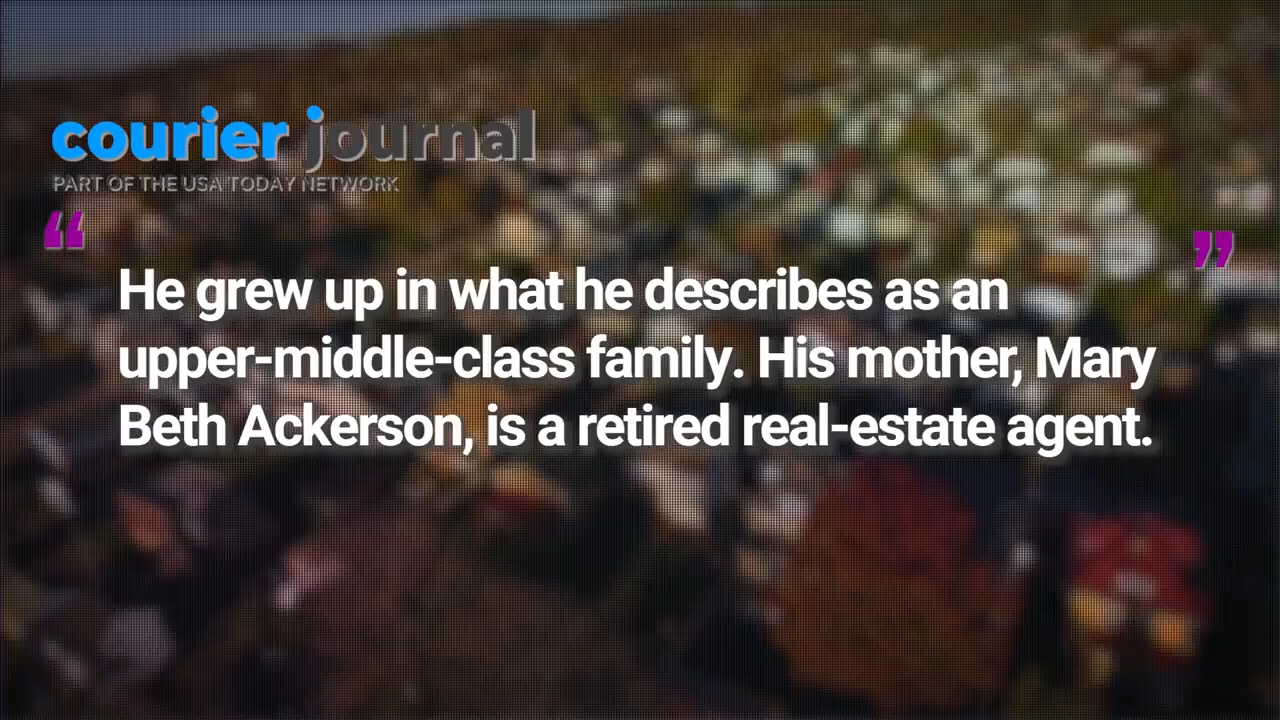 courier journal
PART OF THE USA TODAY NETWORK
“ ”
He grew up in what he describes as an
upper-middle-class family. His mother, Mary
Beth Ackerson, is a retired real-estate agent.